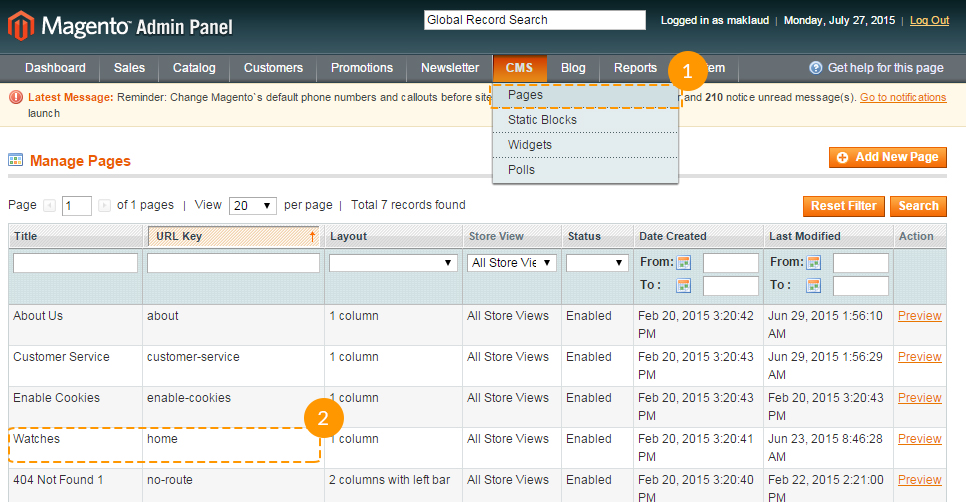 Magento Admin Panel
Global Record Search
Logged in as maklaud | Monday, July 27, 2015 | Log Out
Dashboard Sales Catalog Customers Promotions Newsletter CMS Blog Reports 1 em Get help for this page
Latest Message: Reminder: Change Magento`s default phone numbers and callouts before site and 210 notice unread message(s). Go to notifications
launch
Pages
Static Blocks
Widgets
Polls
Manage Pages
Add New Page
Page 1 of 1 pages | View 20 per page | Total 7 records found
Reset Filter Search
Title URL Key Layout Store View Status Date Created Last Modified Action
All Store Vie From: From:
To : To :
About Us about 1 column All Store Views Enabled Feb 20, 2015 3:20:42 Jun 29, 2015 1:56:10 Preview
PM AM
Customer Service customer-service 1 column All Store Views Enabled Feb 20, 2015 3:20:43 Jun 29, 2015 1:56:29 Preview
PM AM
Enable Cookies enable-cookies 1 column All Store Views Enabled Feb 20, 2015 3:20:43 Feb 20, 2015 3:20:43 Preview
PM PM
2
Watches home 1 column All Store Views Enabled Feb 20, 2015 3:20:41 Jun 23, 2015 8:46:28 Preview
PM AM
404 Not Found 1 no-route 2 columns with left bar All Store Views Enabled Feb 20, 2015 3:20:40 Feb 22, 2015 2:21:00 Preview
PM PM